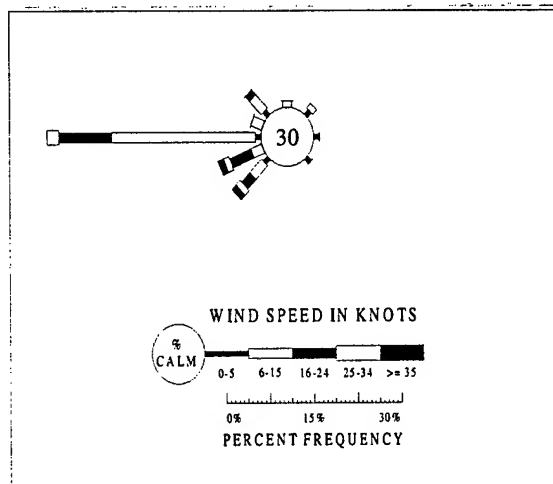 30
WIND SPEED IN KNOTS
%
CALM
0-5 6-15 16-24 25-34 >= 35
0% 15% 30%
PERCENT FREQUENCY